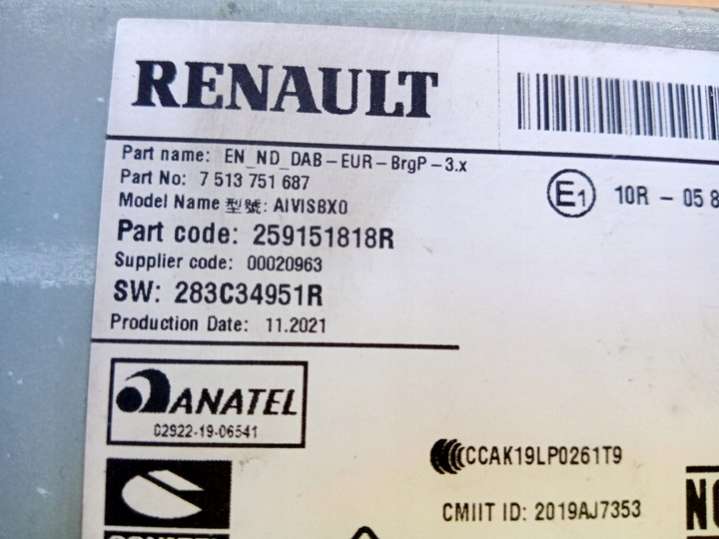 RENAULT
Part name: EN_ND_DAB-EUR-BrgP-3.x
Part No: 7 513 751 687
Model Name 型號: AIVISBX0
Part code: 259151818R
Supplier code: 00020963
SW: 283C34951R
Production Date: 11.2021
E1 10R - 05 8
ANATEL
02922-19-06541
CCAK19LP0261T9
CMIIT ID: 2019AJ7353